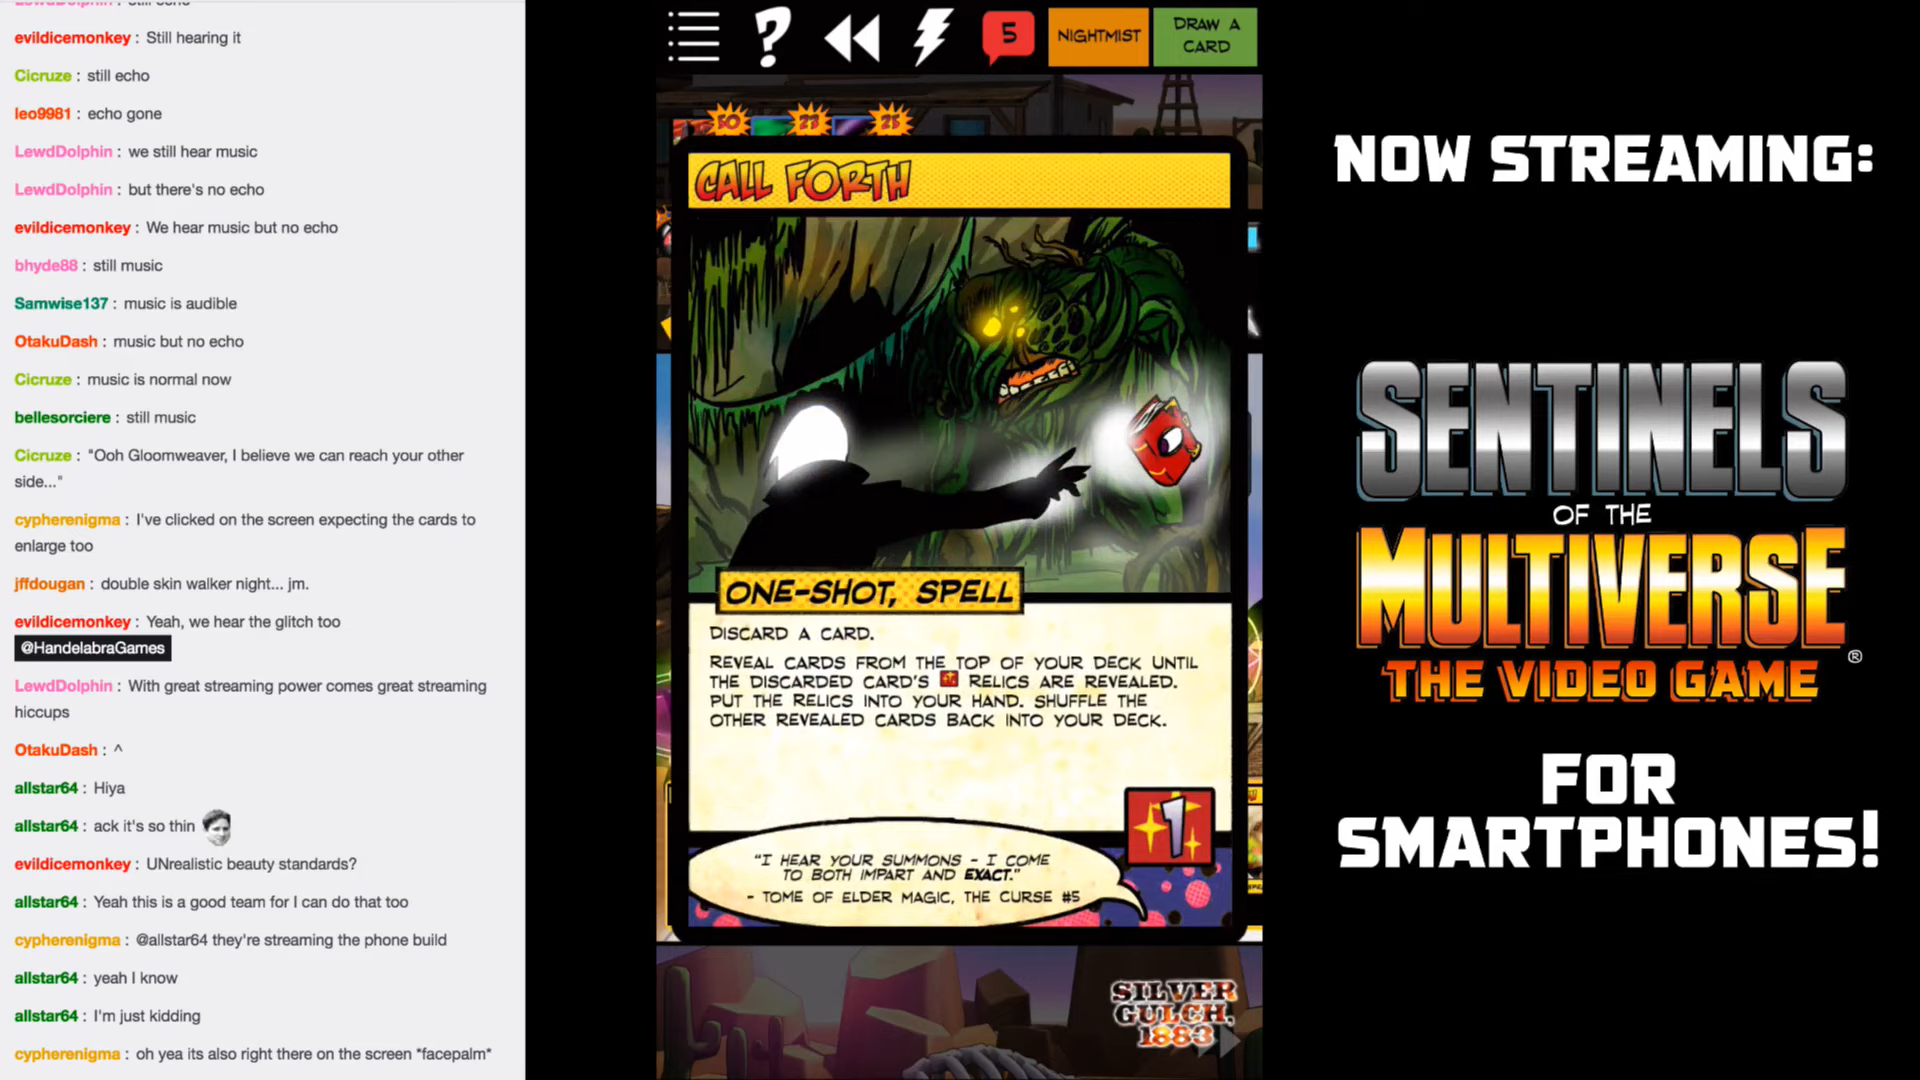 LewdDolphin : still echo
evildicemonkey : Still hearing it
Cicruze : still echo
leo9981 : echo gone
LewdDolphin : we still hear music
LewdDolphin : but there's no echo
evildicemonkey : We hear music but no echo
bhyde88 : still music
Samwise137 : music is audible
OtakuDash : music but no echo
Cicruze : music is normal now
bellesorciere : still music
Cicruze : "Ooh Gloomweaver, I believe we can reach your other
side..."
cypherenigma : I've clicked on the screen expecting the cards to
enlarge too
jffdougan : double skin walker night... jm.
evildicemonkey : Yeah, we hear the glitch too
@HandelabraGames
LewdDolphin : With great streaming power comes great streaming
hiccups
OtakuDash : ^
allstar64 : Hiya
allstar64 : ack it's so thin
evildicemonkey : UNrealistic beauty standards?
allstar64 : Yeah this is a good team for I can do that too
cypherenigma : @allstar64 they're streaming the phone build
allstar64 : yeah I know
allstar64 : I'm just kidding
cypherenigma : oh yea its also right there on the screen *facepalm*
?
5
NIGHTMIST
DRAW A
CARD
50
23
25
CALL FORTH
ONE-SHOT, SPELL
DISCARD A CARD.
REVEAL CARDS FROM THE TOP OF YOUR DECK UNTIL
THE DISCARDED CARD'S RELICS ARE REVEALED.
PUT THE RELICS INTO YOUR HAND. SHUFFLE THE
OTHER REVEALED CARDS BACK INTO YOUR DECK.
1
"I HEAR YOUR SUMMONS - I COME
TO BOTH IMPART AND EXACT."
- TOME OF ELDER MAGIC, THE CURSE #5
SILVER
GULCH,
1883
NOW STREAMING:
SENTINELS
OF THE
MULTIVERSE
®
THE VIDEO GAME
FOR
SMARTPHONES!